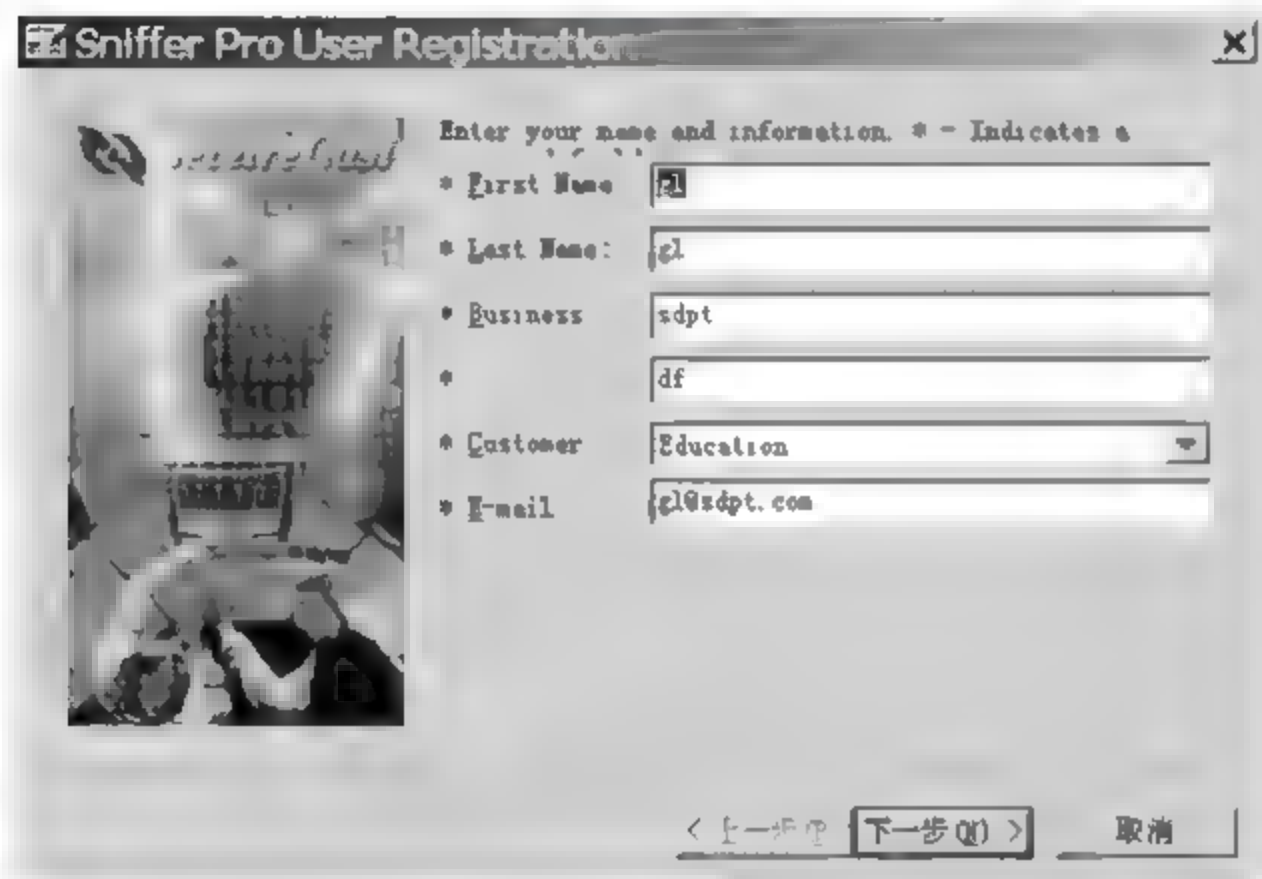 Sniffer Pro User Registration
Enter your name and information. * - Indicates a
* First Name gl
* Last Name: gl
* Business sdpt
* df
* Customer Education
* E-mail gl@sdpt.com
< 上一步(P 下一步(N) > 取消